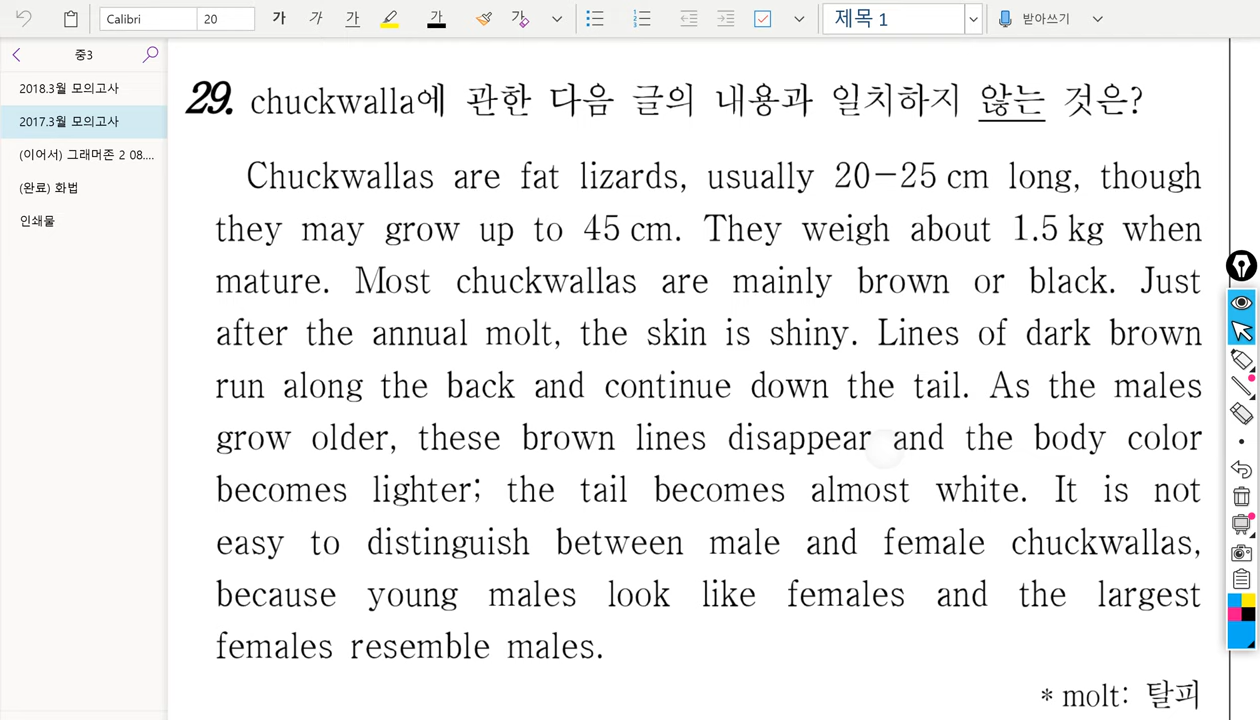 Calibri
20
가
가
가
가
가
제목 1
받아쓰기
중3
2018.3월 모의고사
2017.3월 모의고사
(이어서) 그래머존 2 08....
(완료) 화법
인쇄물
29. chuckwalla에 관한 다음 글의 내용과 일치하지 않는 것은?
Chuckwallas are fat lizards, usually 20-25 cm long, though
they may grow up to 45 cm. They weigh about 1.5 kg when
mature. Most chuckwallas are mainly brown or black. Just
after the annual molt, the skin is shiny. Lines of dark brown
run along the back and continue down the tail. As the males
grow older, these brown lines disappear and the body color
becomes lighter; the tail becomes almost white. It is not
easy to distinguish between male and female chuckwallas,
because young males look like females and the largest
females resemble males.
* molt: 탈피